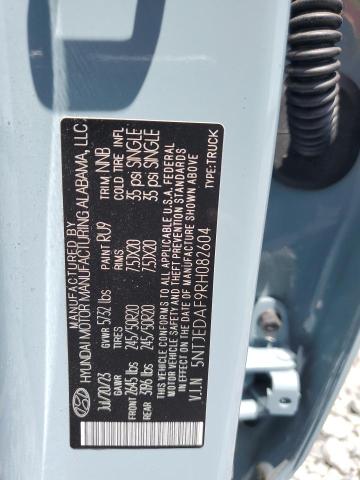 MANUFACTURED BY
HYUNDAI MOTOR MANUFACTURING ALABAMA, LLC
Jul/20/23 GVWR 5732 lbs PAINT RU9 TRIM NNB
GAWR TIRES RIMS COLD TIRE INFL
FRONT 2645 lbs 245/50R20 7.5JX20 35 psi SINGLE
REAR 3296 lbs 245/50R20 7.5JX20 35 psi SINGLE
THIS VEHICLE CONFORMS TO ALL APPLICABLE U.S.A. FEDERAL
MOTOR VEHICLE SAFETY AND THEFT PREVENTION STANDARDS
IN EFFECT ON THE DATE OF MANUFACTURE SHOWN ABOVE
V.I.N 5NTJEDAF9RH082604 TYPE:TRUCK